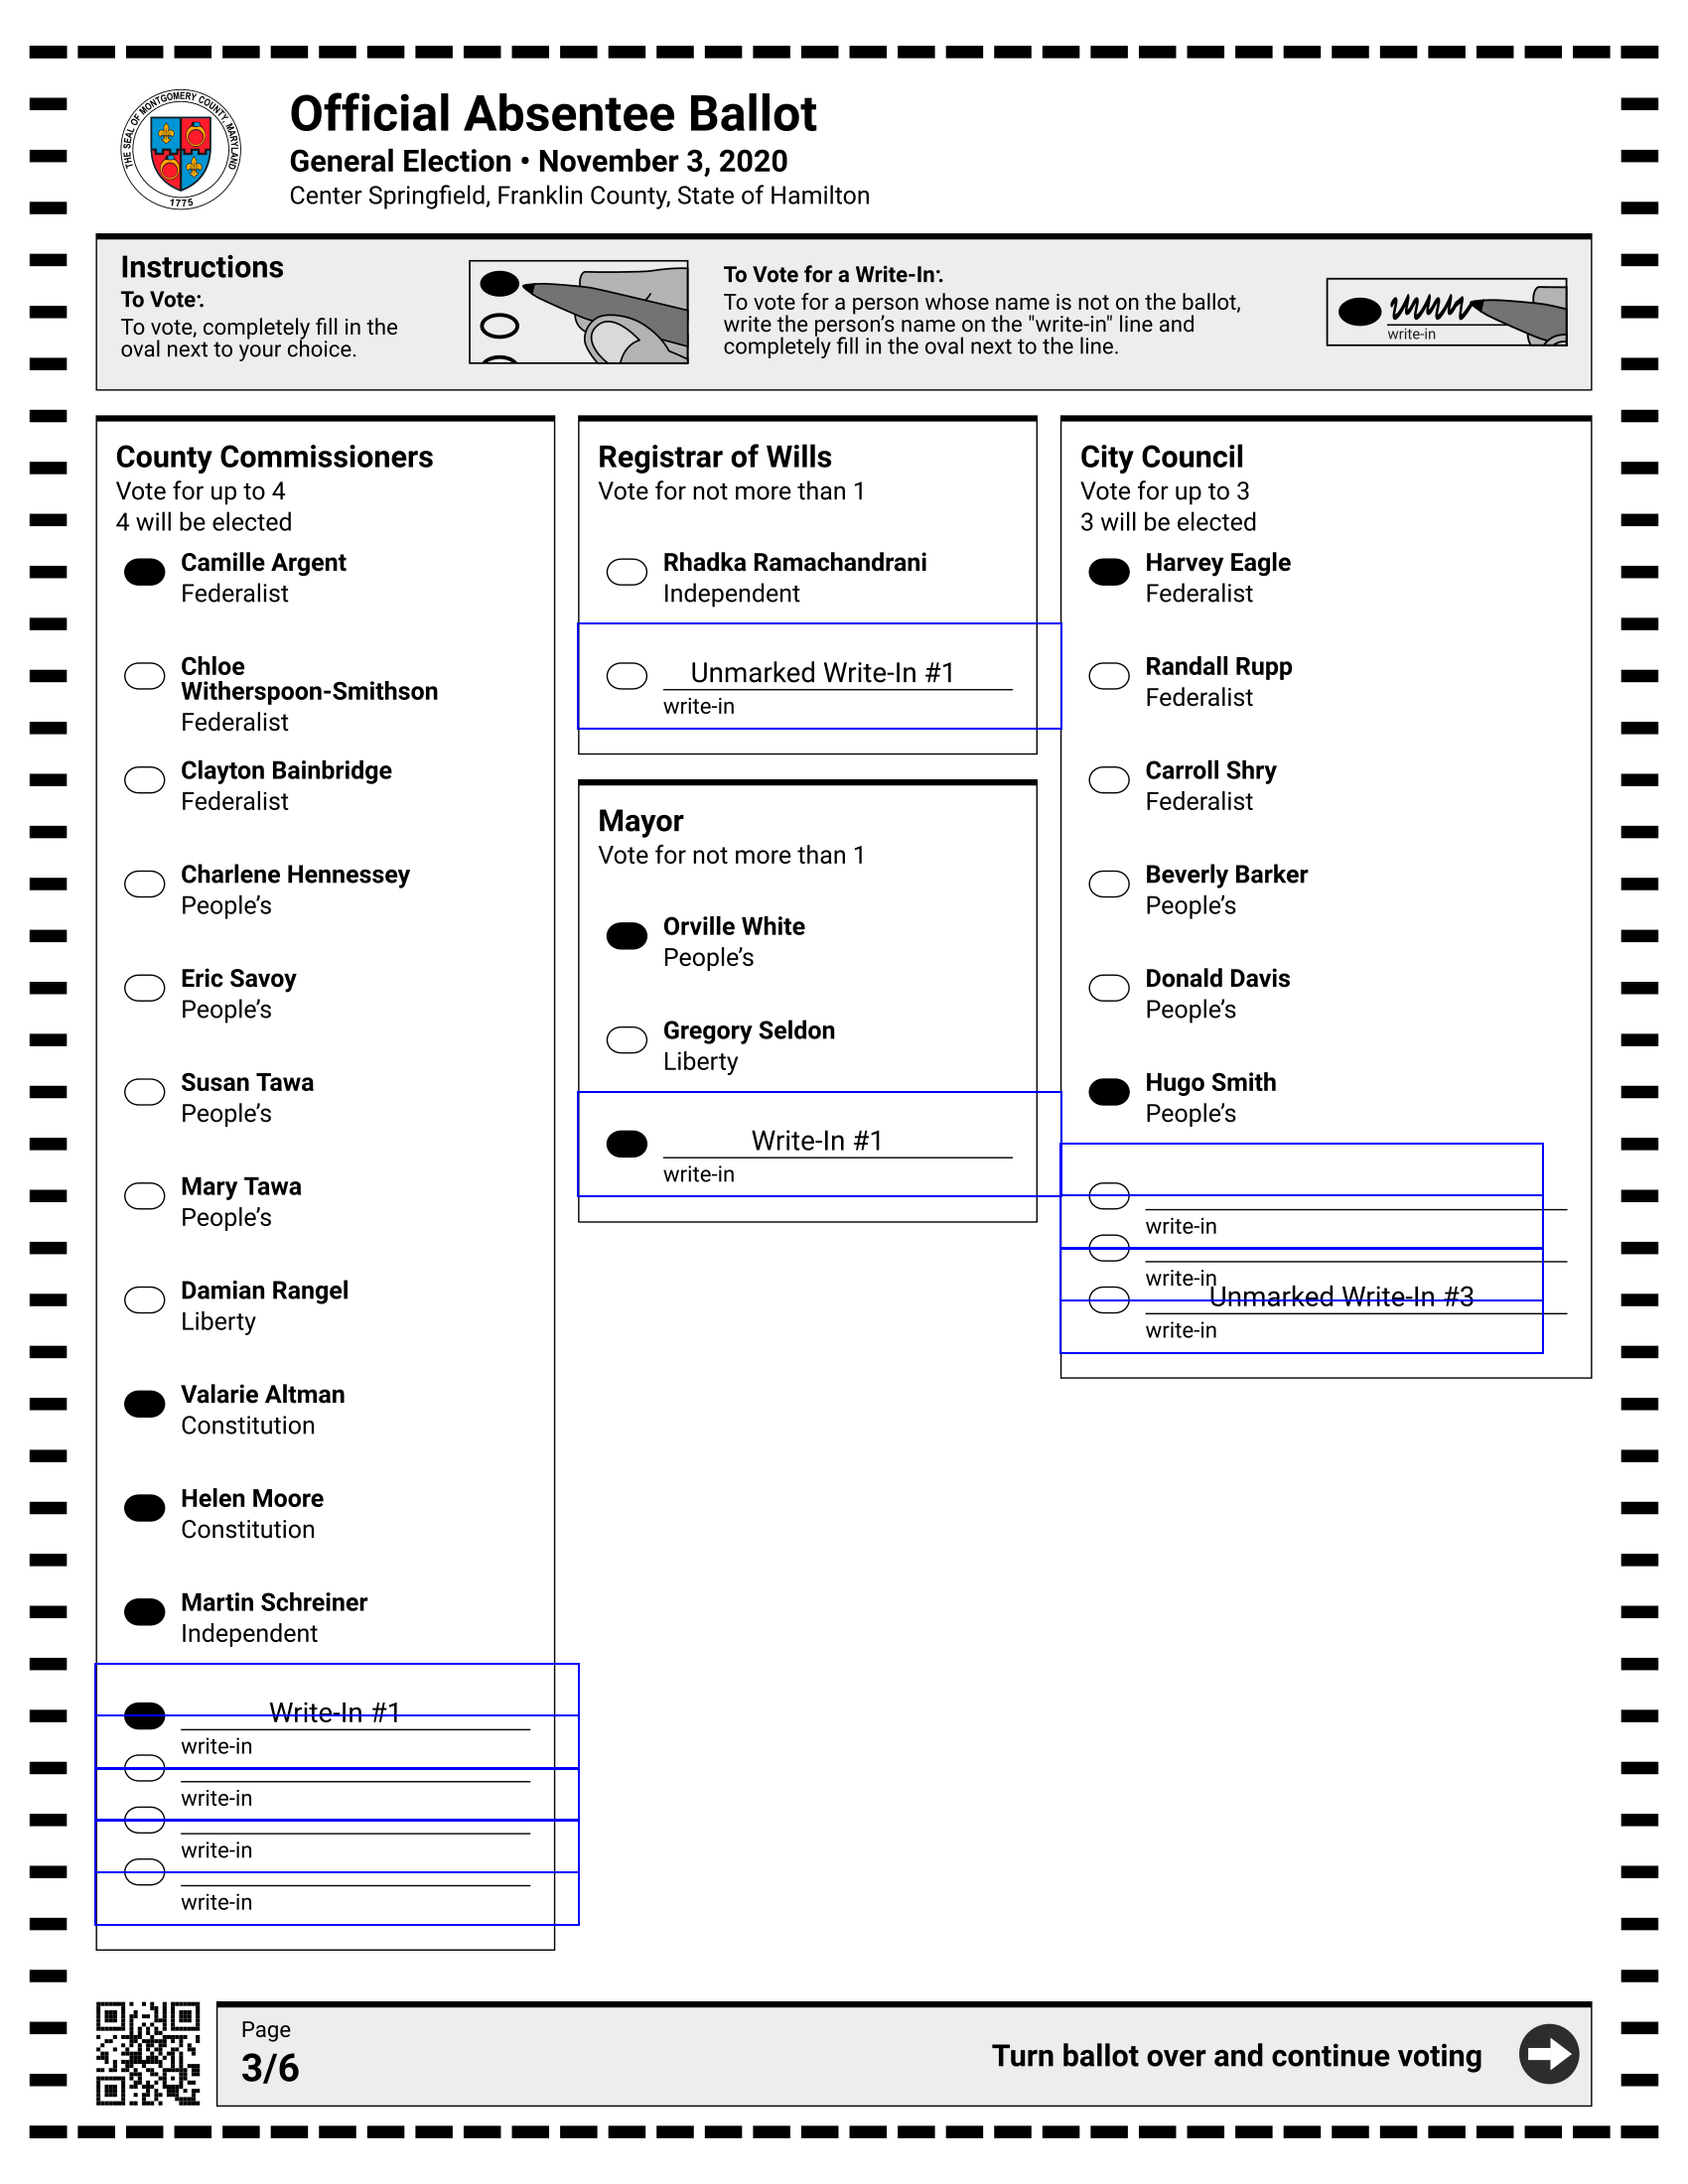 THE SEAL OF MONTGOMERY COUNTY, MARYLAND
1775
Official Absentee Ballot
General Election • November 3, 2020
Center Springfield, Franklin County, State of Hamilton
Instructions
To Vote:
To vote, completely fill in the
oval next to your choice.
To Vote for a Write-In:
To vote for a person whose name is not on the ballot,
write the person’s name on the "write-in" line and
completely fill in the oval next to the line.
write-in
County Commissioners
Vote for up to 4
4 will be elected
Camille Argent
Federalist
Chloe
Witherspoon-Smithson
Federalist
Clayton Bainbridge
Federalist
Charlene Hennessey
People’s
Eric Savoy
People’s
Susan Tawa
People’s
Mary Tawa
People’s
Damian Rangel
Liberty
Valarie Altman
Constitution
Helen Moore
Constitution
Martin Schreiner
Independent
Write-In #1
write-in
write-in
write-in
write-in
Registrar of Wills
Vote for not more than 1
Rhadka Ramachandrani
Independent
Unmarked Write-In #1
write-in
Mayor
Vote for not more than 1
Orville White
People’s
Gregory Seldon
Liberty
Write-In #1
write-in
City Council
Vote for up to 3
3 will be elected
Harvey Eagle
Federalist
Randall Rupp
Federalist
Carroll Shry
Federalist
Beverly Barker
People’s
Donald Davis
People’s
Hugo Smith
People’s
write-in
write-in
Unmarked Write-In #3
write-in
Page
3/6
Turn ballot over and continue voting